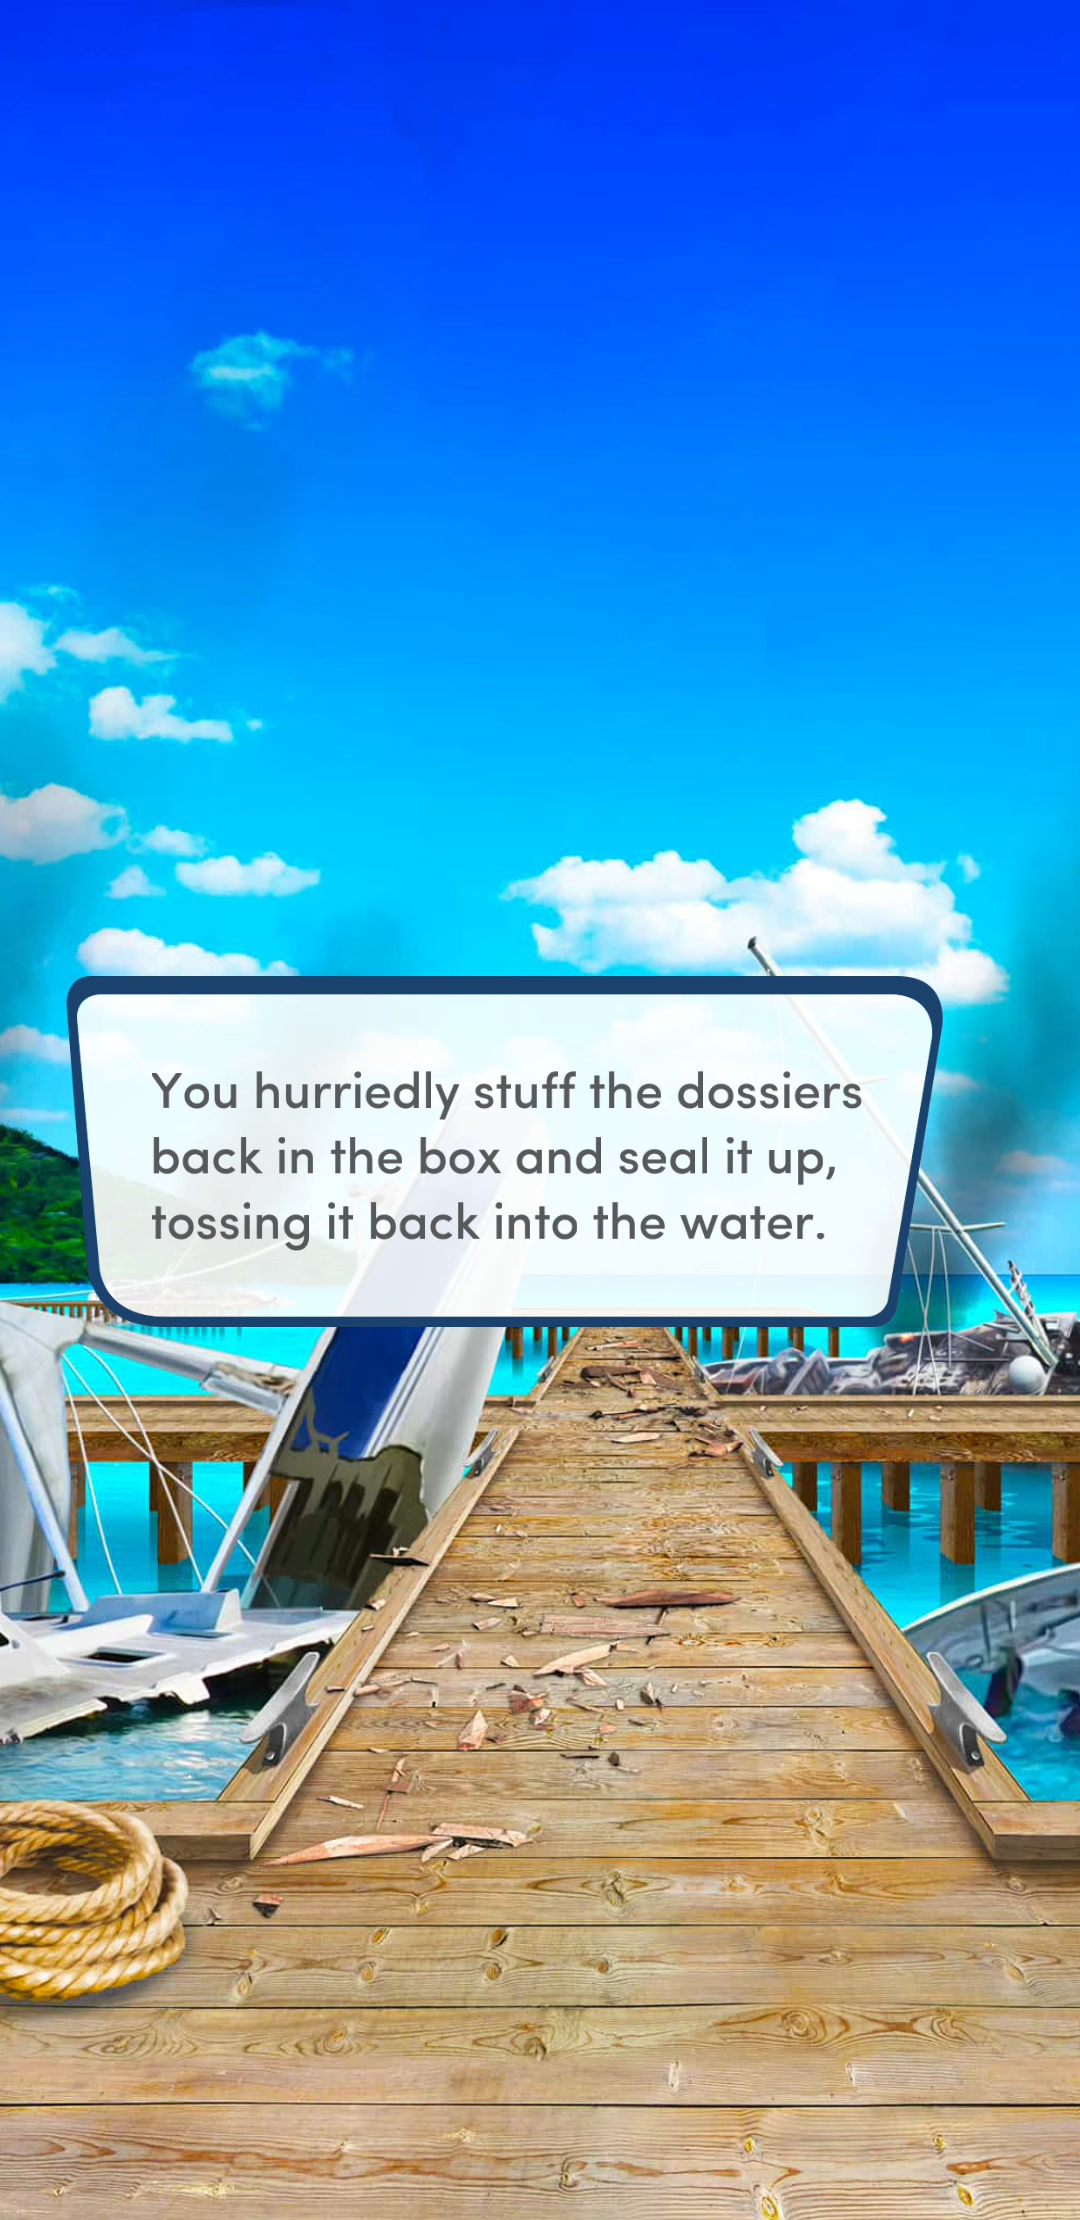 You hurriedly stuff the dossiers
back in the box and seal it up,
tossing it back into the water.